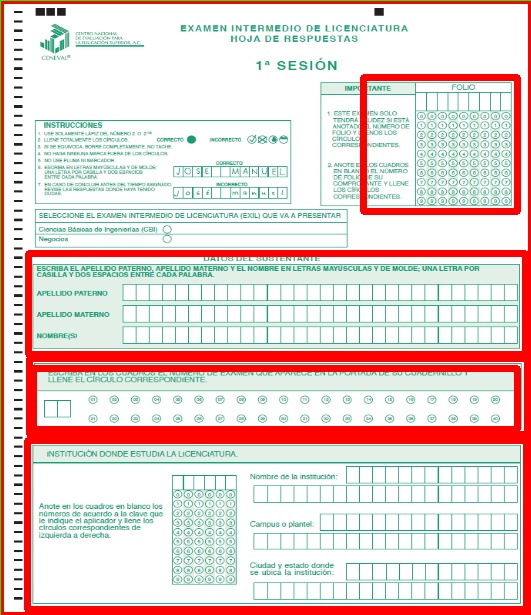 EXAMEN INTERMEDIO DE LICENCIATURA
HOJA DE RESPUESTAS
CENTRO NACIONAL
DE EVALUACIÓN PARA
LA EDUCACIÓN SUPERIOR, A.C.
CENEVAL®
1ª SESIÓN
IMPORTANTE
FOLIO
1. ESTE EXAMEN SOLO
TENDRÁ VALIDEZ SI ESTÁ
ANOTADO EL NÚMERO DE
FOLIO Y LLENOS LOS
CÍRCULOS
CORRESPONDIENTES.
2. ANOTE EN LOS CUADROS
EN BLANCO EL NÚMERO
DE FOLIO DE SU
COMPROBANTE Y LLENE
LOS CÍRCULOS
CORRESPONDIENTES.
INSTRUCCIONES
1. USE SOLAMENTE LÁPIZ DEL NÚMERO 2 O 2½
2. LLENE TOTALMENTE LOS CÍRCULOS. CORRECTO INCORRECTO
3. SI SE EQUIVOCA, BORRE COMPLETAMENTE, NO TACHE.
4. NO HAGA NINGUNA MARCA FUERA DE LOS CÍRCULOS.
5. NO USE PLUMA NI MARCADOR.
6. ESCRIBA EN LETRAS MAYÚSCULAS Y DE MOLDE;
UNA LETRA POR CASILLA Y DOS ESPACIOS
ENTRE CADA PALABRA.
CORRECTO
JOSE MANUEL
7. EN CASO DE CONCLUIR ANTES DEL TIEMPO ASIGNADO
REVISE LAS RESPUESTAS DONDE HAYA TENIDO
DUDAS.
INCORRECTO
José manuel
SELECCIONE EL EXAMEN INTERMEDIO DE LICENCIATURA (EXIL) QUE VA A PRESENTAR
Ciencias Básicas de Ingenierías (CBI)
Negocios
DATOS DEL SUSTENTANTE
ESCRIBA EL APELLIDO PATERNO, APELLIDO MATERNO Y EL NOMBRE EN LETRAS MAYÚSCULAS Y DE MOLDE; UNA LETRA POR
CASILLA Y DOS ESPACIOS ENTRE CADA PALABRA.
APELLIDO PATERNO
APELLIDO MATERNO
NOMBRE(S)
ESCRIBA EN LOS CUADROS EL NÚMERO DE EXAMEN QUE APARECE EN LA PORTADA DE SU CUADERNILLO Y
LLENE EL CÍRCULO CORRESPONDIENTE.
01 02 03 04 05 06 07 08 09 10 11 12 13 14 15 16 17 18 19 20
21 22 23 24 25 26 27 28 29 30 31 32 33 34 35 36 37 38 39 40
INSTITUCIÓN DONDE ESTUDIA LA LICENCIATURA.
Anote en los cuadros en blanco los
números de acuerdo a la clave que
le indique el aplicador y llene los
círculos correspondientes de
izquierda a derecha.
Nombre de la institución:
Campus o plantel:
Ciudad y estado donde
se ubica la institución: